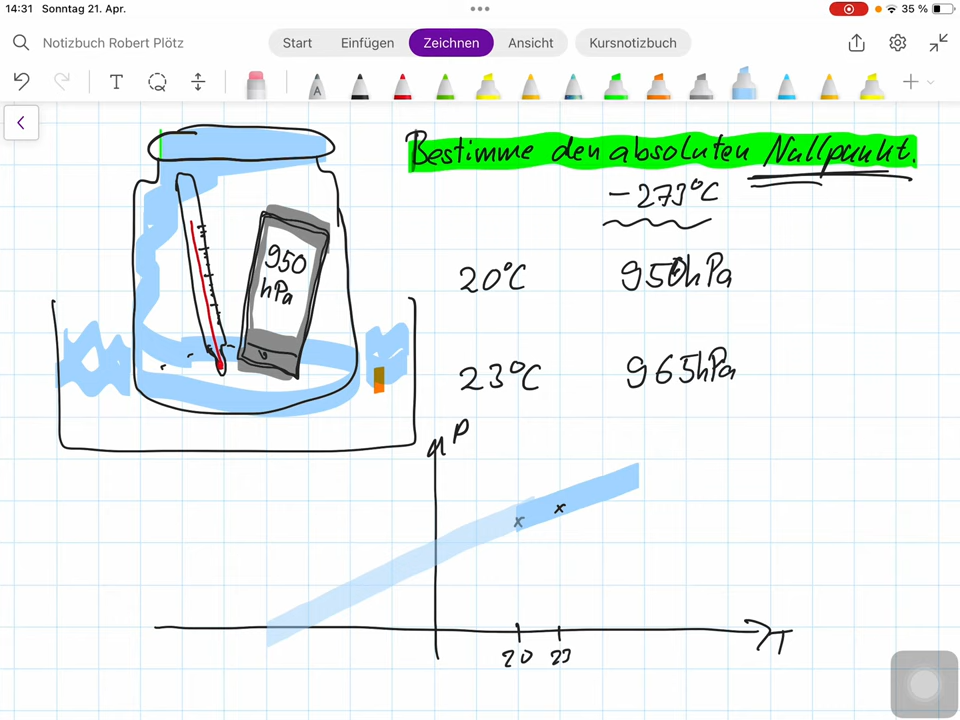 14:31 Sonntag 21. Apr.
35 %
Notizbuch Robert Plötz
Start Einfügen Zeichnen Ansicht Kursnotizbuch
T A
Bestimme den absoluten Nullpunkt.
-273°C
20°C 950hPa
950
hPa
23°C 965hPa
P
x x
20 23
T